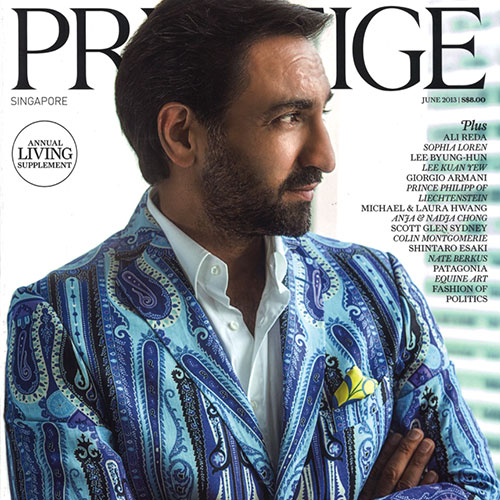 PRESTIGE
SINGAPORE
JUNE 2013 | S$8.00
ANNUAL
LIVING
SUPPLEMENT
Plus
ALI REDA
SOPHIA LOREN
LEE BYUNG-HUN
LEE KUAN YEW
GIORGIO ARMANI
PRINCE PHILIPP OF
LIECHTENSTEIN
MICHAEL & LAURA HWANG
ANJA & NADJA CHONG
SCOTT GLEN SYDNEY
COLIN MONTGOMERIE
SHINTARO ESAKI
NATE BERKUS
PATAGONIA
EQUINE ART
FASHION OF
POLITICS